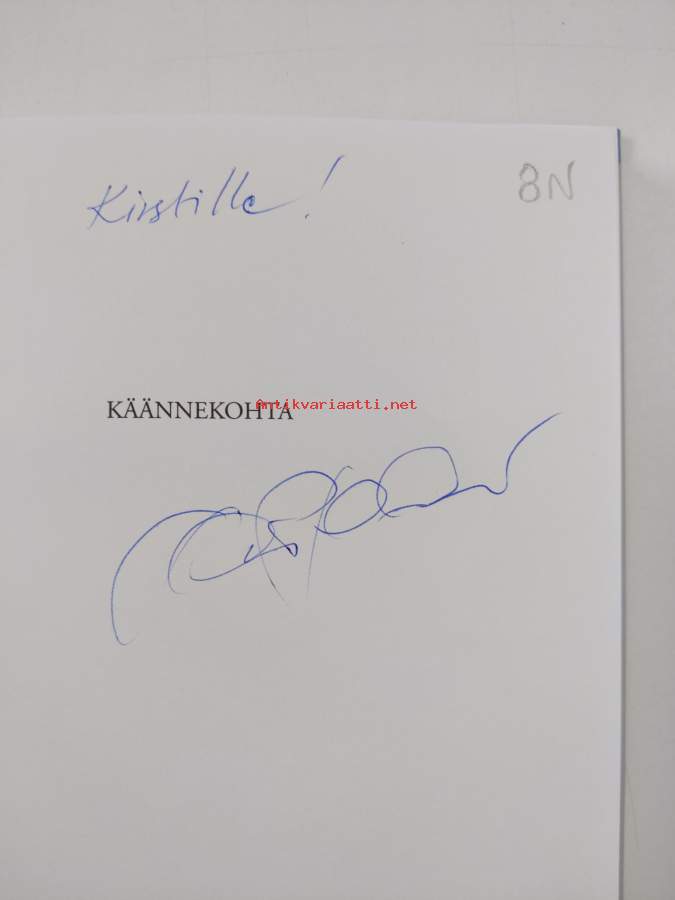 Kirstille!
8N
KÄÄNNEKOHTA
Antikvariaatti.net